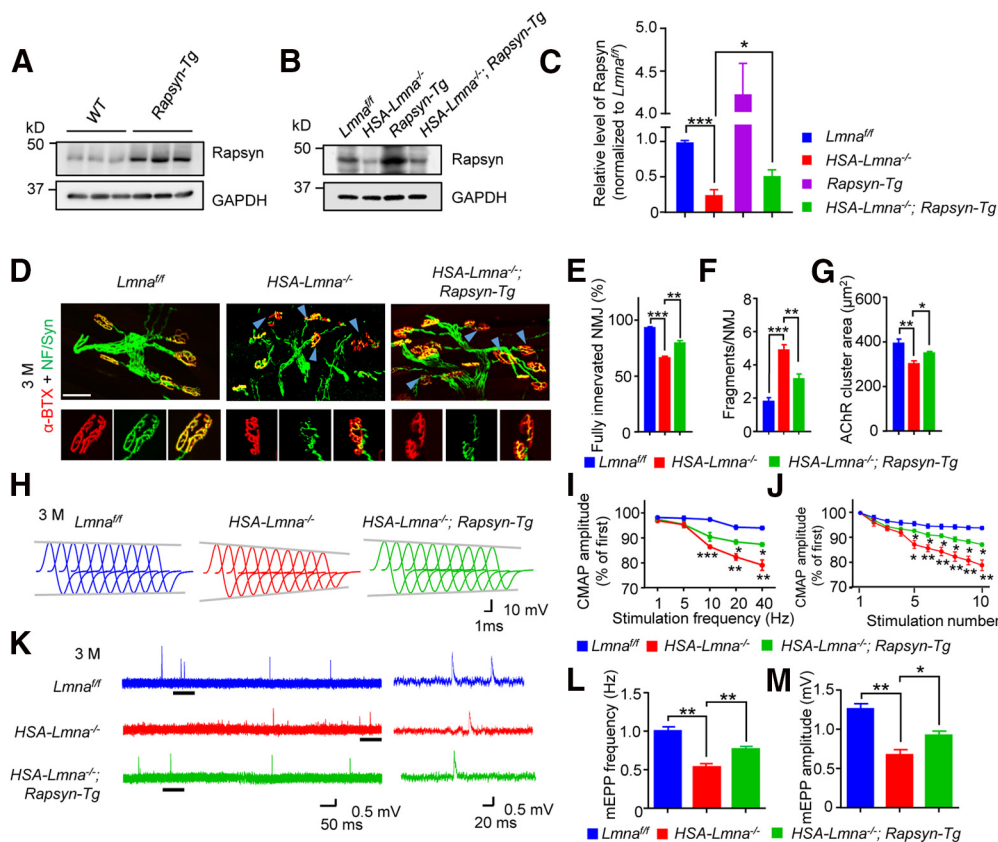 A
WT
Rapsyn-Tg
kD
50
Rapsyn
37
GAPDH
B
Lmnaf/f
HSA-Lmna-/-
Rapsyn-Tg
HSA-Lmna-/-; Rapsyn-Tg
kD
50
Rapsyn
37
GAPDH
C
Relative level of Rapsyn
(normalized to Lmnaf/f)
5.0
4.5
4.0
1.0
0.5
0
***
*
Lmnaf/f
HSA-Lmna-/-
Rapsyn-Tg
HSA-Lmna-/-; Rapsyn-Tg
D
Lmnaf/f
HSA-Lmna-/-
HSA-Lmna-/-;
Rapsyn-Tg
3 M
α-BTX + NF/Syn
E
Fully innervated NMJ (%)
100
50
0
***
**
F
Fragments/NMJ
8
6
4
2
0
***
**
G
AChR cluster area (µm²)
600
400
200
0
**
*
Lmnaf/f
HSA-Lmna-/-
HSA-Lmna-/-; Rapsyn-Tg
H
3 M
Lmnaf/f
HSA-Lmna-/-
HSA-Lmna-/-; Rapsyn-Tg
10 mV
1ms
I
CMAP amplitude
(% of first)
100
90
80
70
***
*
**
*
**
1
5
10
20
40
Stimulation frequency (Hz)
J
CMAP amplitude
(% of first)
100
90
80
70
*
*
*
*
*
*
**
***
**
**
**
**
1
5
10
Stimulation number
Lmnaf/f
HSA-Lmna-/-
HSA-Lmna-/-; Rapsyn-Tg
K
3 M
Lmnaf/f
HSA-Lmna-/-
HSA-Lmna-/-;
Rapsyn-Tg
0.5 mV
50 ms
0.5 mV
20 ms
L
mEPP frequency (Hz)
1.5
1.0
0.5
0
**
**
M
mEPP amplitude (mV)
1.5
1.0
0.5
0
**
*
Lmnaf/f
HSA-Lmna-/-
HSA-Lmna-/-; Rapsyn-Tg